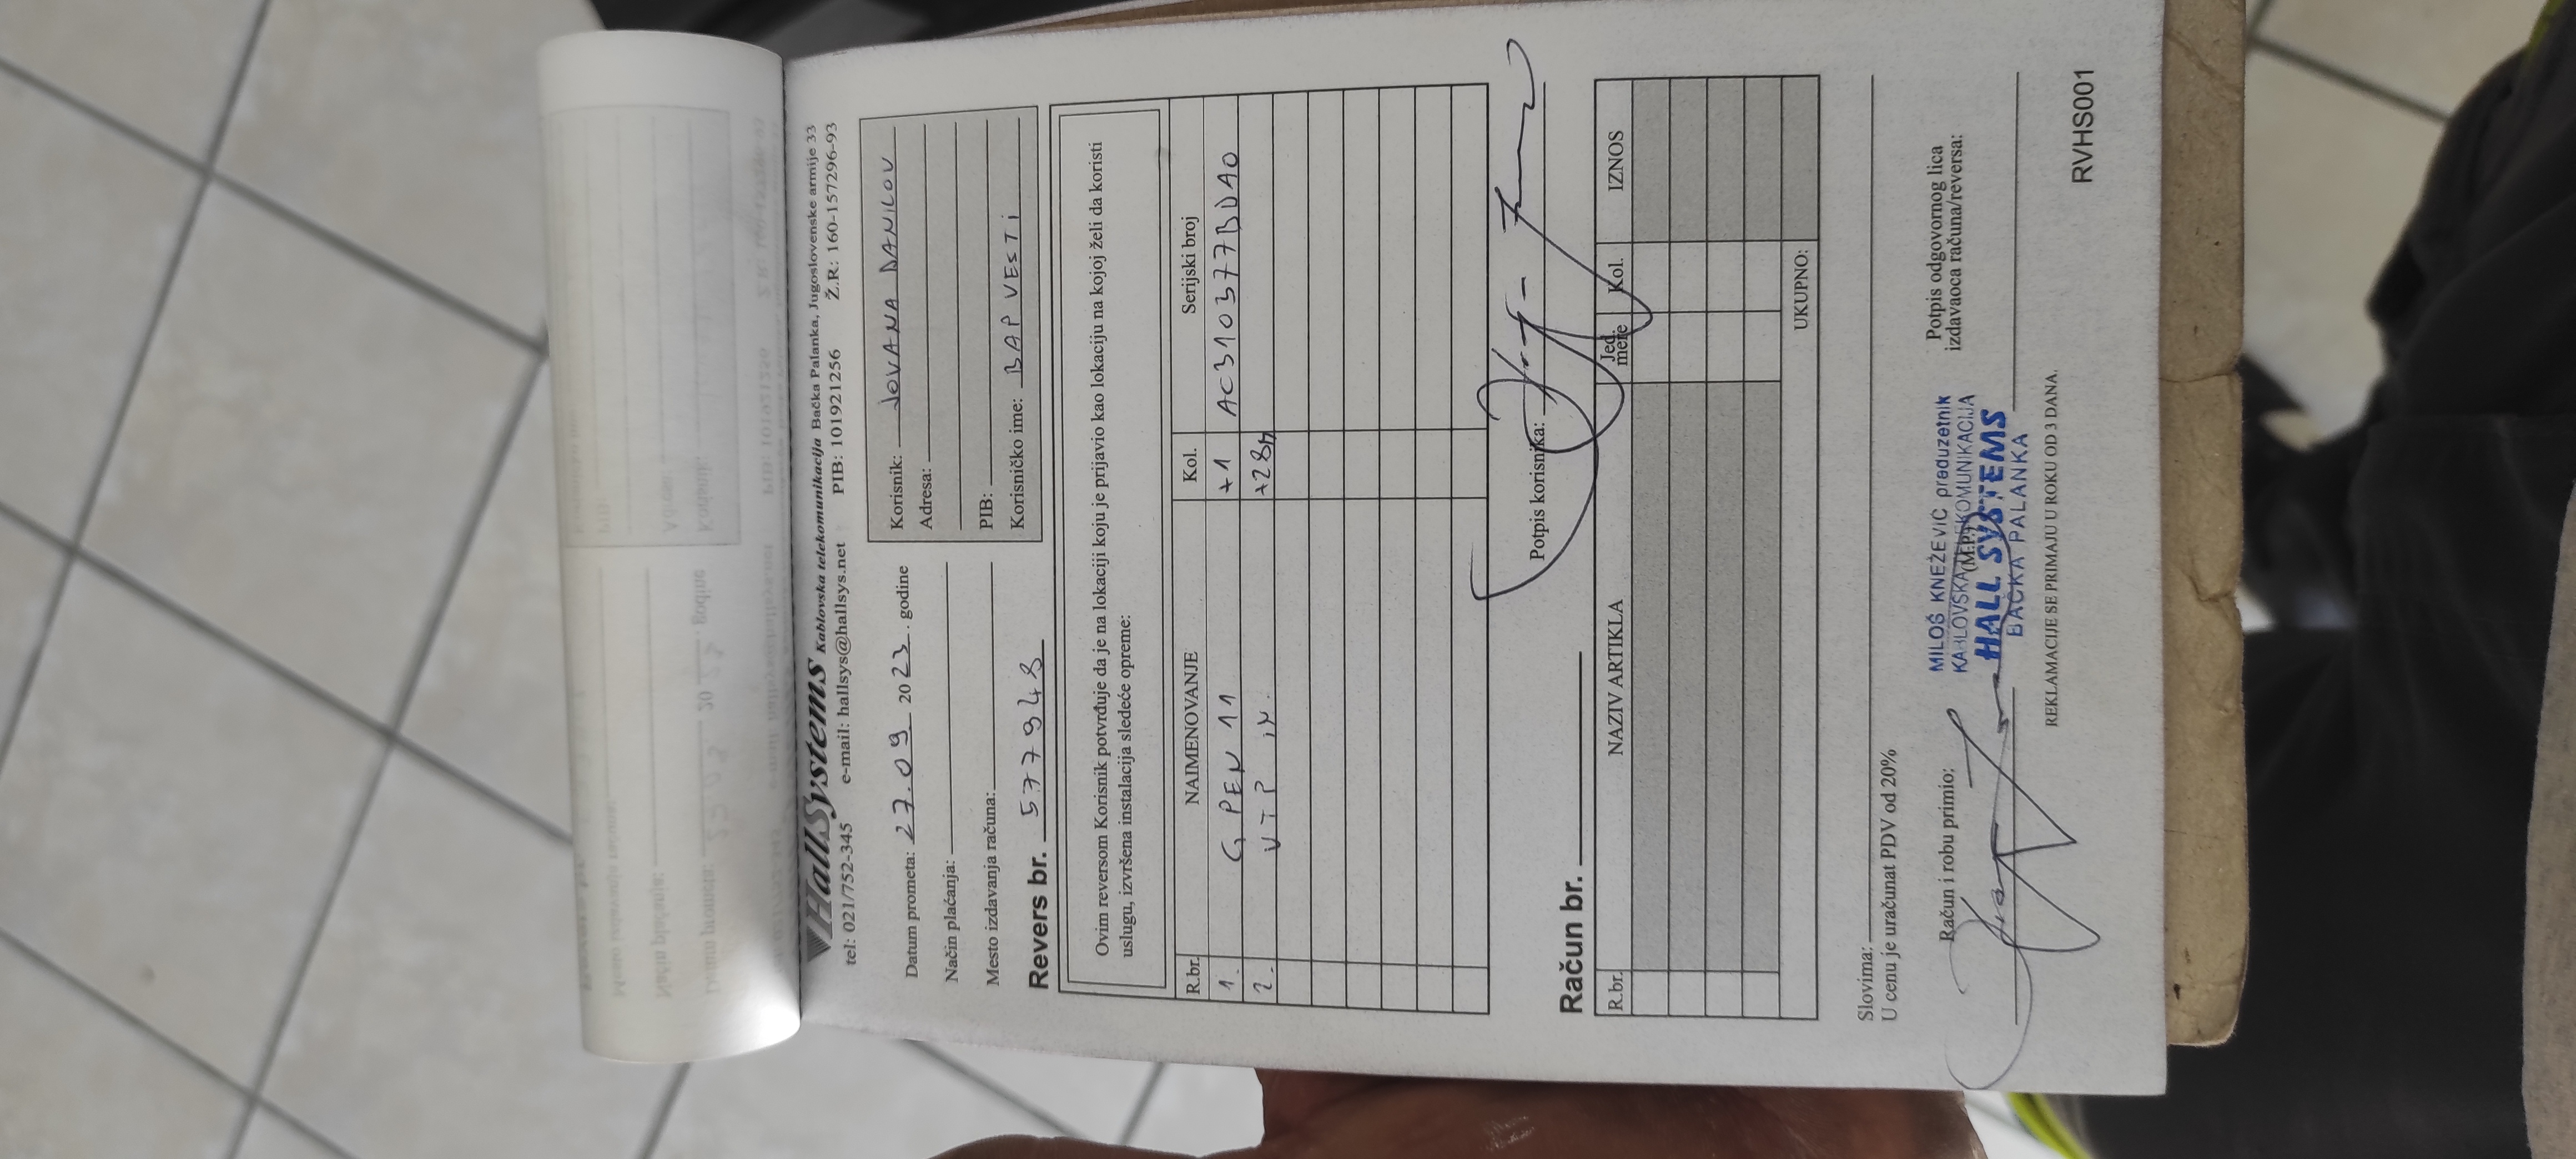 HallSystems Kablovska telekomunikacija Bačka Palanka, Jugoslovenske armije 33
tel: 021/752-345 e-mail: hallsys@hallsys.net PIB: 101921256 Ž.R: 160-157296-93
Datum prometa: 27.09 2023. godine
Način plaćanja:
Mesto izdavanja računa:
Korisnik: JOVANA DANILOV
Adresa:
PIB:
Korisničko ime: BAP VESTI
Revers br. 577948
Ovim reversom Korisnik potvrđuje da je na lokaciji koju je prijavio kao lokaciju na kojoj želi da koristi
uslugu, izvršena instalacija sledeće opreme:
R.br. NAIMENOVANJE Kol. Serijski broj
1. G PEN 11 +1 AC310377BDA0
2. UTP in. +28m
Potpis korisnika:
Račun br.
R.br. NAZIV ARTIKLA Jed. mere Kol. IZNOS
UKUPNO:
Slovima:
U cenu je uračunat PDV od 20%
Račun i robu primio:
MILOŠ KNEŽEVIĆ preduzetnik
KABLOVSKA TELEKOMUNIKACIJA
(M.P.)
HALL SYSTEMS
BAČKA PALANKA
Potpis odgovornog lica
izdavaoca računa/reversa:
REKLAMACIJE SE PRIMAJU U ROKU OD 3 DANA.
RVHS001